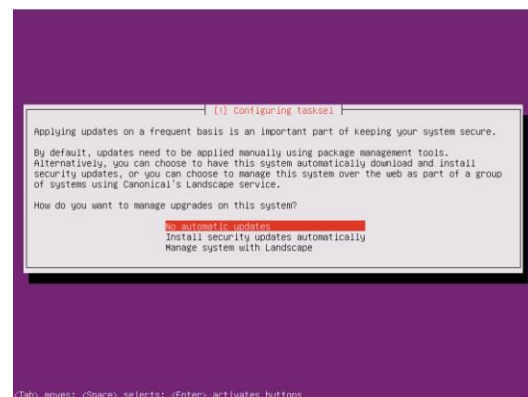 [!] Configuring tasksel
Applying updates on a frequent basis is an important part of keeping your system secure.
By default, updates need to be applied manually using package management tools.
Alternatively, you can choose to have this system automatically download and install
security updates, or you can choose to manage this system over the web as part of a group
of systems using Canonical's Landscape service.
How do you want to manage upgrades on this system?
No automatic updates
Install security updates automatically
Manage system with Landscape
<Tab> moves; <Space> selects; <Enter> activates buttons